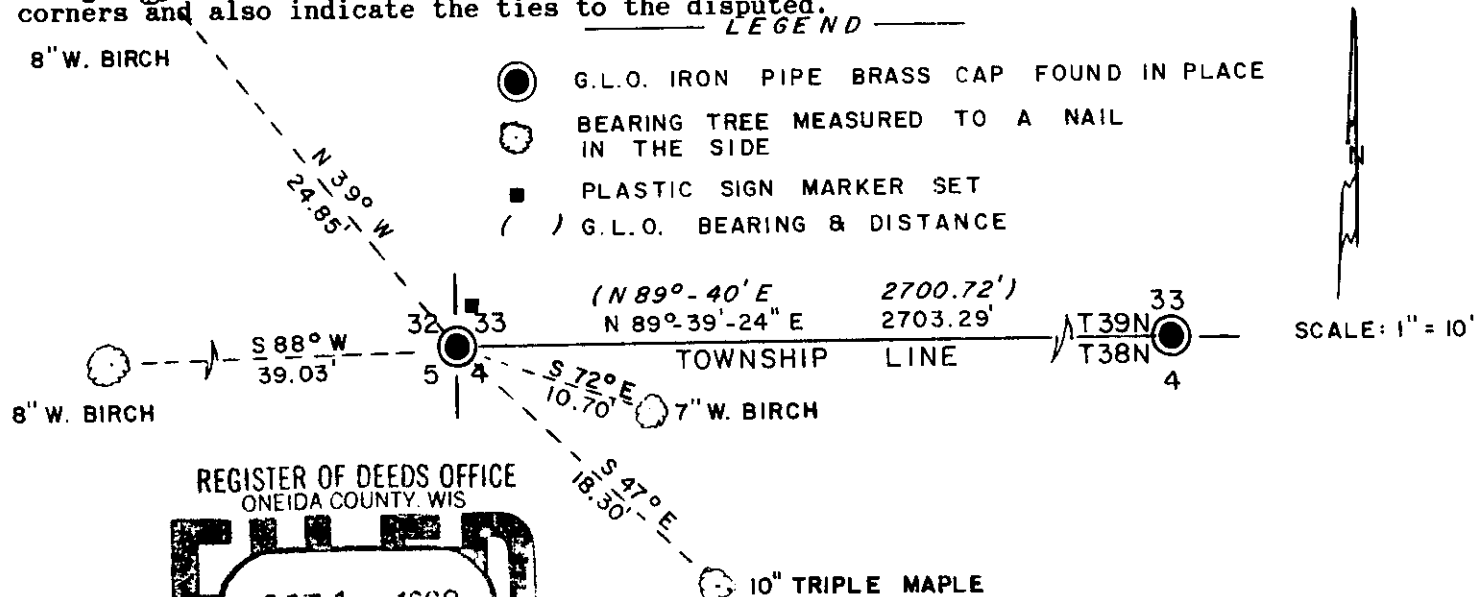 corners and also indicate the ties to the disputed.
LEGEND
8" W. BIRCH
G.L.O. IRON PIPE BRASS CAP FOUND IN PLACE
BEARING TREE MEASURED TO A NAIL
IN THE SIDE
N
PLASTIC SIGN MARKER SET
( ) G.L.O. BEARING & DISTANCE
N 39° W
24.85'
(N 89°-40' E 2700.72')
N 89°-39'-24" E 2703.29'
TOWNSHIP LINE
32 33
5 4
33
T39N
T38N
4
SCALE: 1" = 10'
S 88° W
39.03'
8" W. BIRCH
S 72° E
10.70'
7" W. BIRCH
S 47° E
18.30'
10" TRIPLE MAPLE
REGISTER OF DEEDS OFFICE
ONEIDA COUNTY. WIS